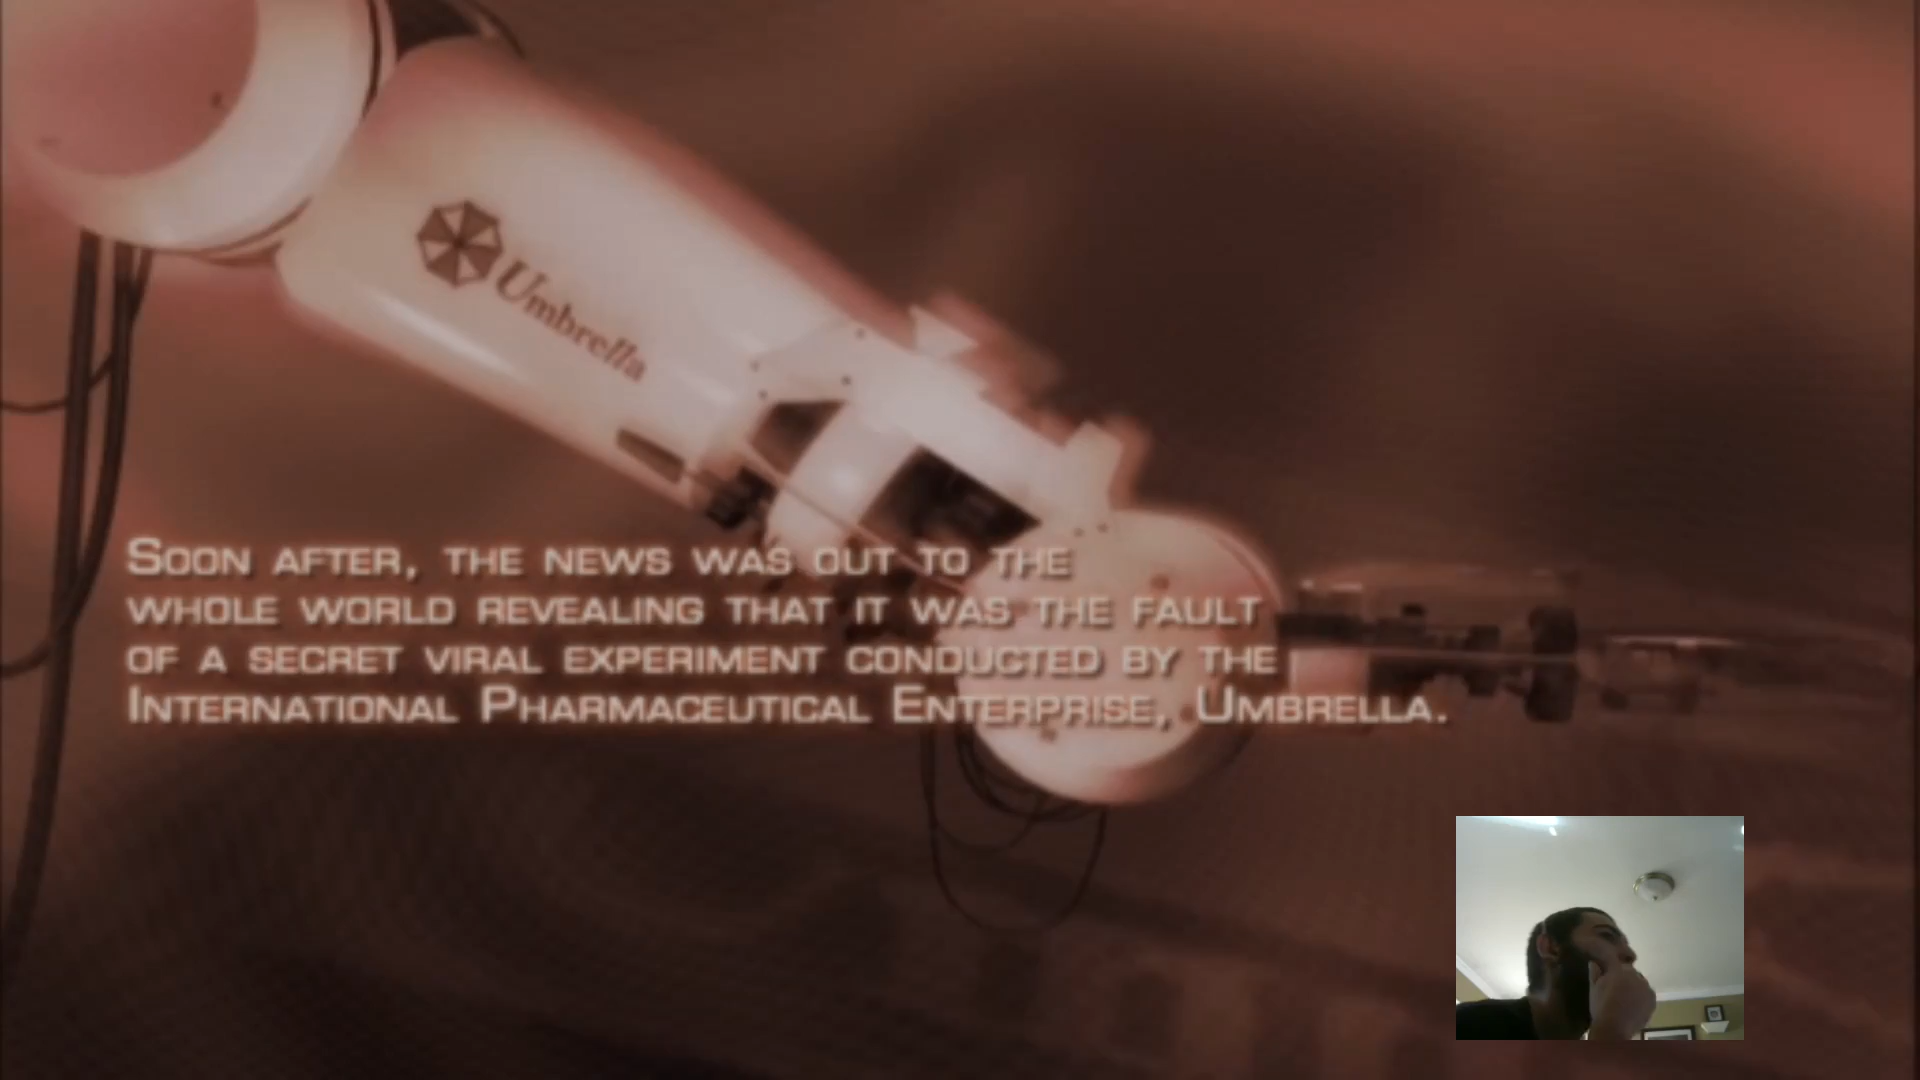 Umbrella
SOON AFTER, THE NEWS WAS OUT TO THE
WHOLE WORLD REVEALING THAT IT WAS THE FAULT
OF A SECRET VIRAL EXPERIMENT CONDUCTED BY THE
INTERNATIONAL PHARMACEUTICAL ENTERPRISE, UMBRELLA.